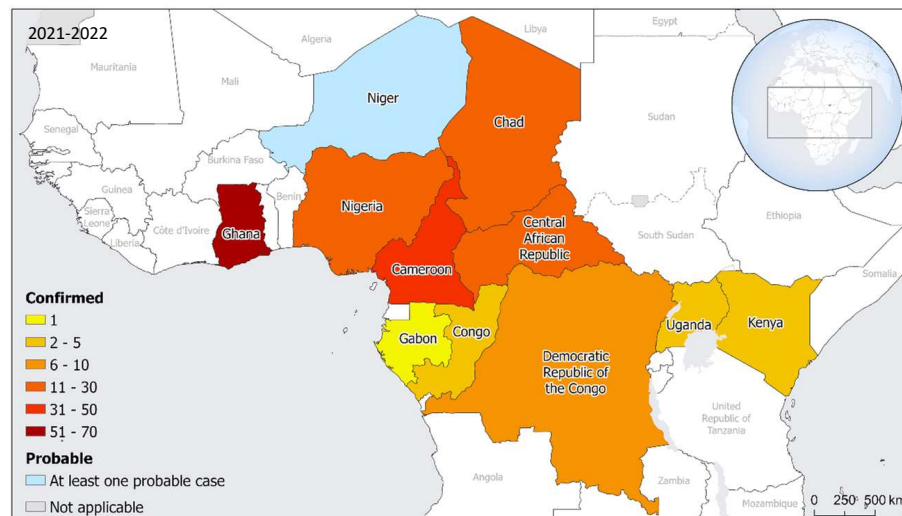 2021-2022
Algeria
Libya
Egypt
Mauritania
Mali
Niger
Chad
Sudan
Senegal
Burkina Faso
Guinea
Benin
Nigeria
Sierra
Leone
Côte d'Ivoire
Ghana
Liberia
Central
African
Republic
South Sudan
Ethiopia
Cameroon
Somalia
Confirmed
1
2 - 5
6 - 10
11 - 30
31 - 50
51 - 70
Probable
At least one probable case
Not applicable
Gabon
Congo
Uganda
Kenya
Democratic
Republic of
the Congo
United
Republic of
Tanzania
Angola
Zambia
Mozambique
0 250 500 km